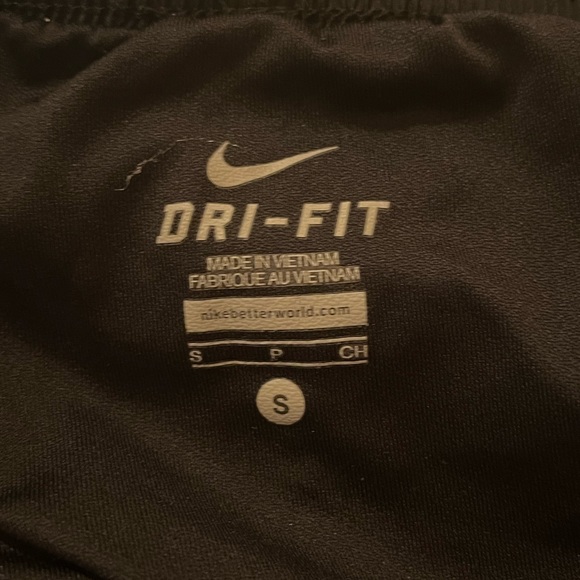 DRI-FIT
MADE IN VIETNAM
FABRIQUE AU VIETNAM
nikebetterworld.com
S P CH
S